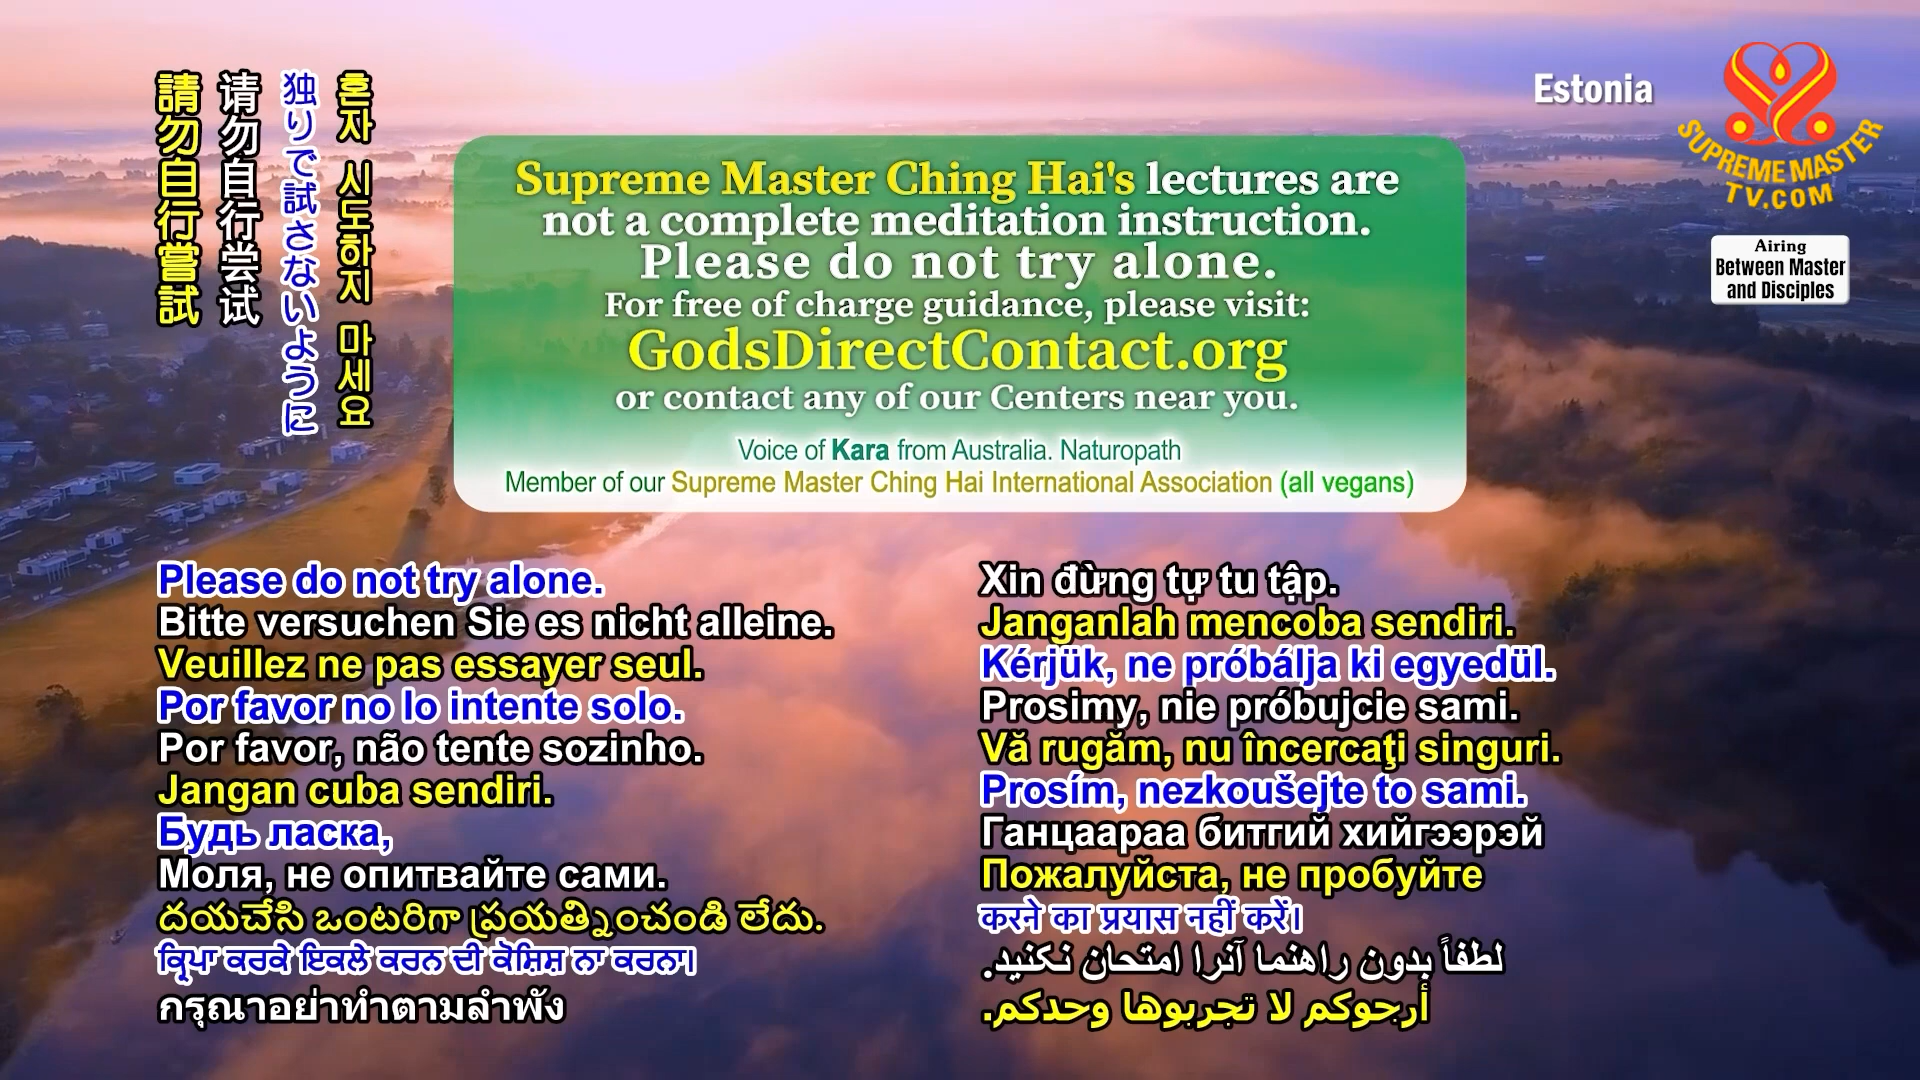 請勿自行嘗試
请勿自行尝试
独りで試さないように
혼자 시도하지 마세요
Estonia
SUPREME MASTER
TV.COM
Airing
Between Master
and Disciples
Supreme Master Ching Hai's lectures are
not a complete meditation instruction.
Please do not try alone.
For free of charge guidance, please visit:
GodsDirectContact.org
or contact any of our Centers near you.
Voice of Kara from Australia. Naturopath
Member of our Supreme Master Ching Hai International Association (all vegans)
Please do not try alone.
Bitte versuchen Sie es nicht alleine.
Veuillez ne pas essayer seul.
Por favor no lo intente solo.
Por favor, não tente sozinho.
Jangan cuba sendiri.
Будь ласка,
Моля, не опитвайте сами.
దయచేసి ఒంటరిగా ప్రయత్నించండి లేదు.
ਕ੍ਰਿਪਾ ਕਰਕੇ ਇਕਲੇ ਕਰਨ ਦੀ ਕੋਸ਼ਿਸ਼ ਨਾ ਕਰਨਾ।
กรุณาอย่าทำตามลำพัง
Xin đừng tự tu tập.
Janganlah mencoba sendiri.
Kérjük, ne próbálja ki egyedül.
Prosimy, nie próbujcie sami.
Vă rugăm, nu încercaţi singuri.
Prosím, nezkoušejte to sami.
Ганцаараа битгий хийгээрэй
Пожалуйста, не пробуйте
करने का प्रयास नहीं करें।
لطفاً بدون راهنما آنرا امتحان نکنید.
أرجوكم لا تجربوها وحدكم.